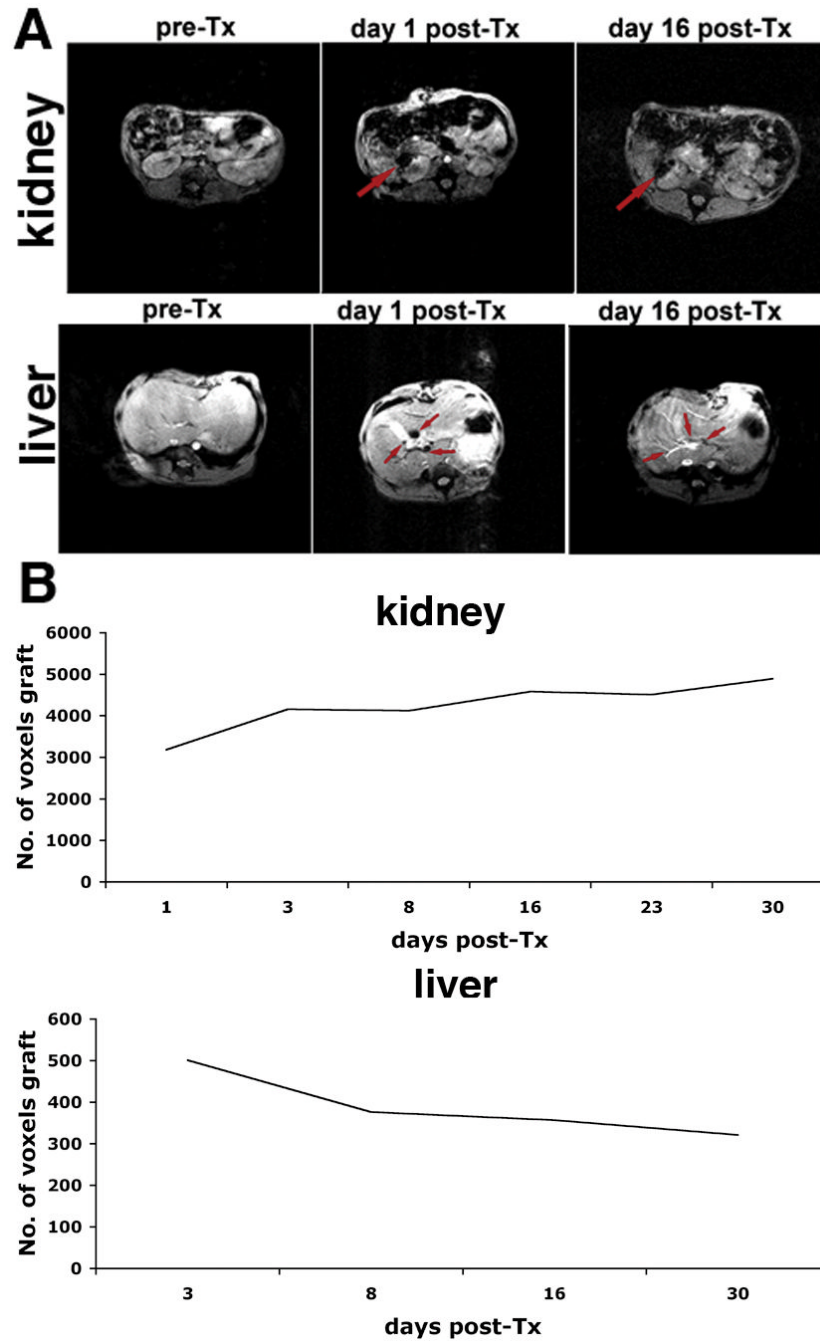 A
pre-Tx
day 1 post-Tx
day 16 post-Tx
kidney
pre-Tx
day 1 post-Tx
day 16 post-Tx
liver
B
kidney
No. of voxels graft
6000
5000
4000
3000
2000
1000
0
1 3 8 16 23 30
days post-Tx
liver
No. of voxels graft
600
500
400
300
200
100
0
3 8 16 30
days post-Tx